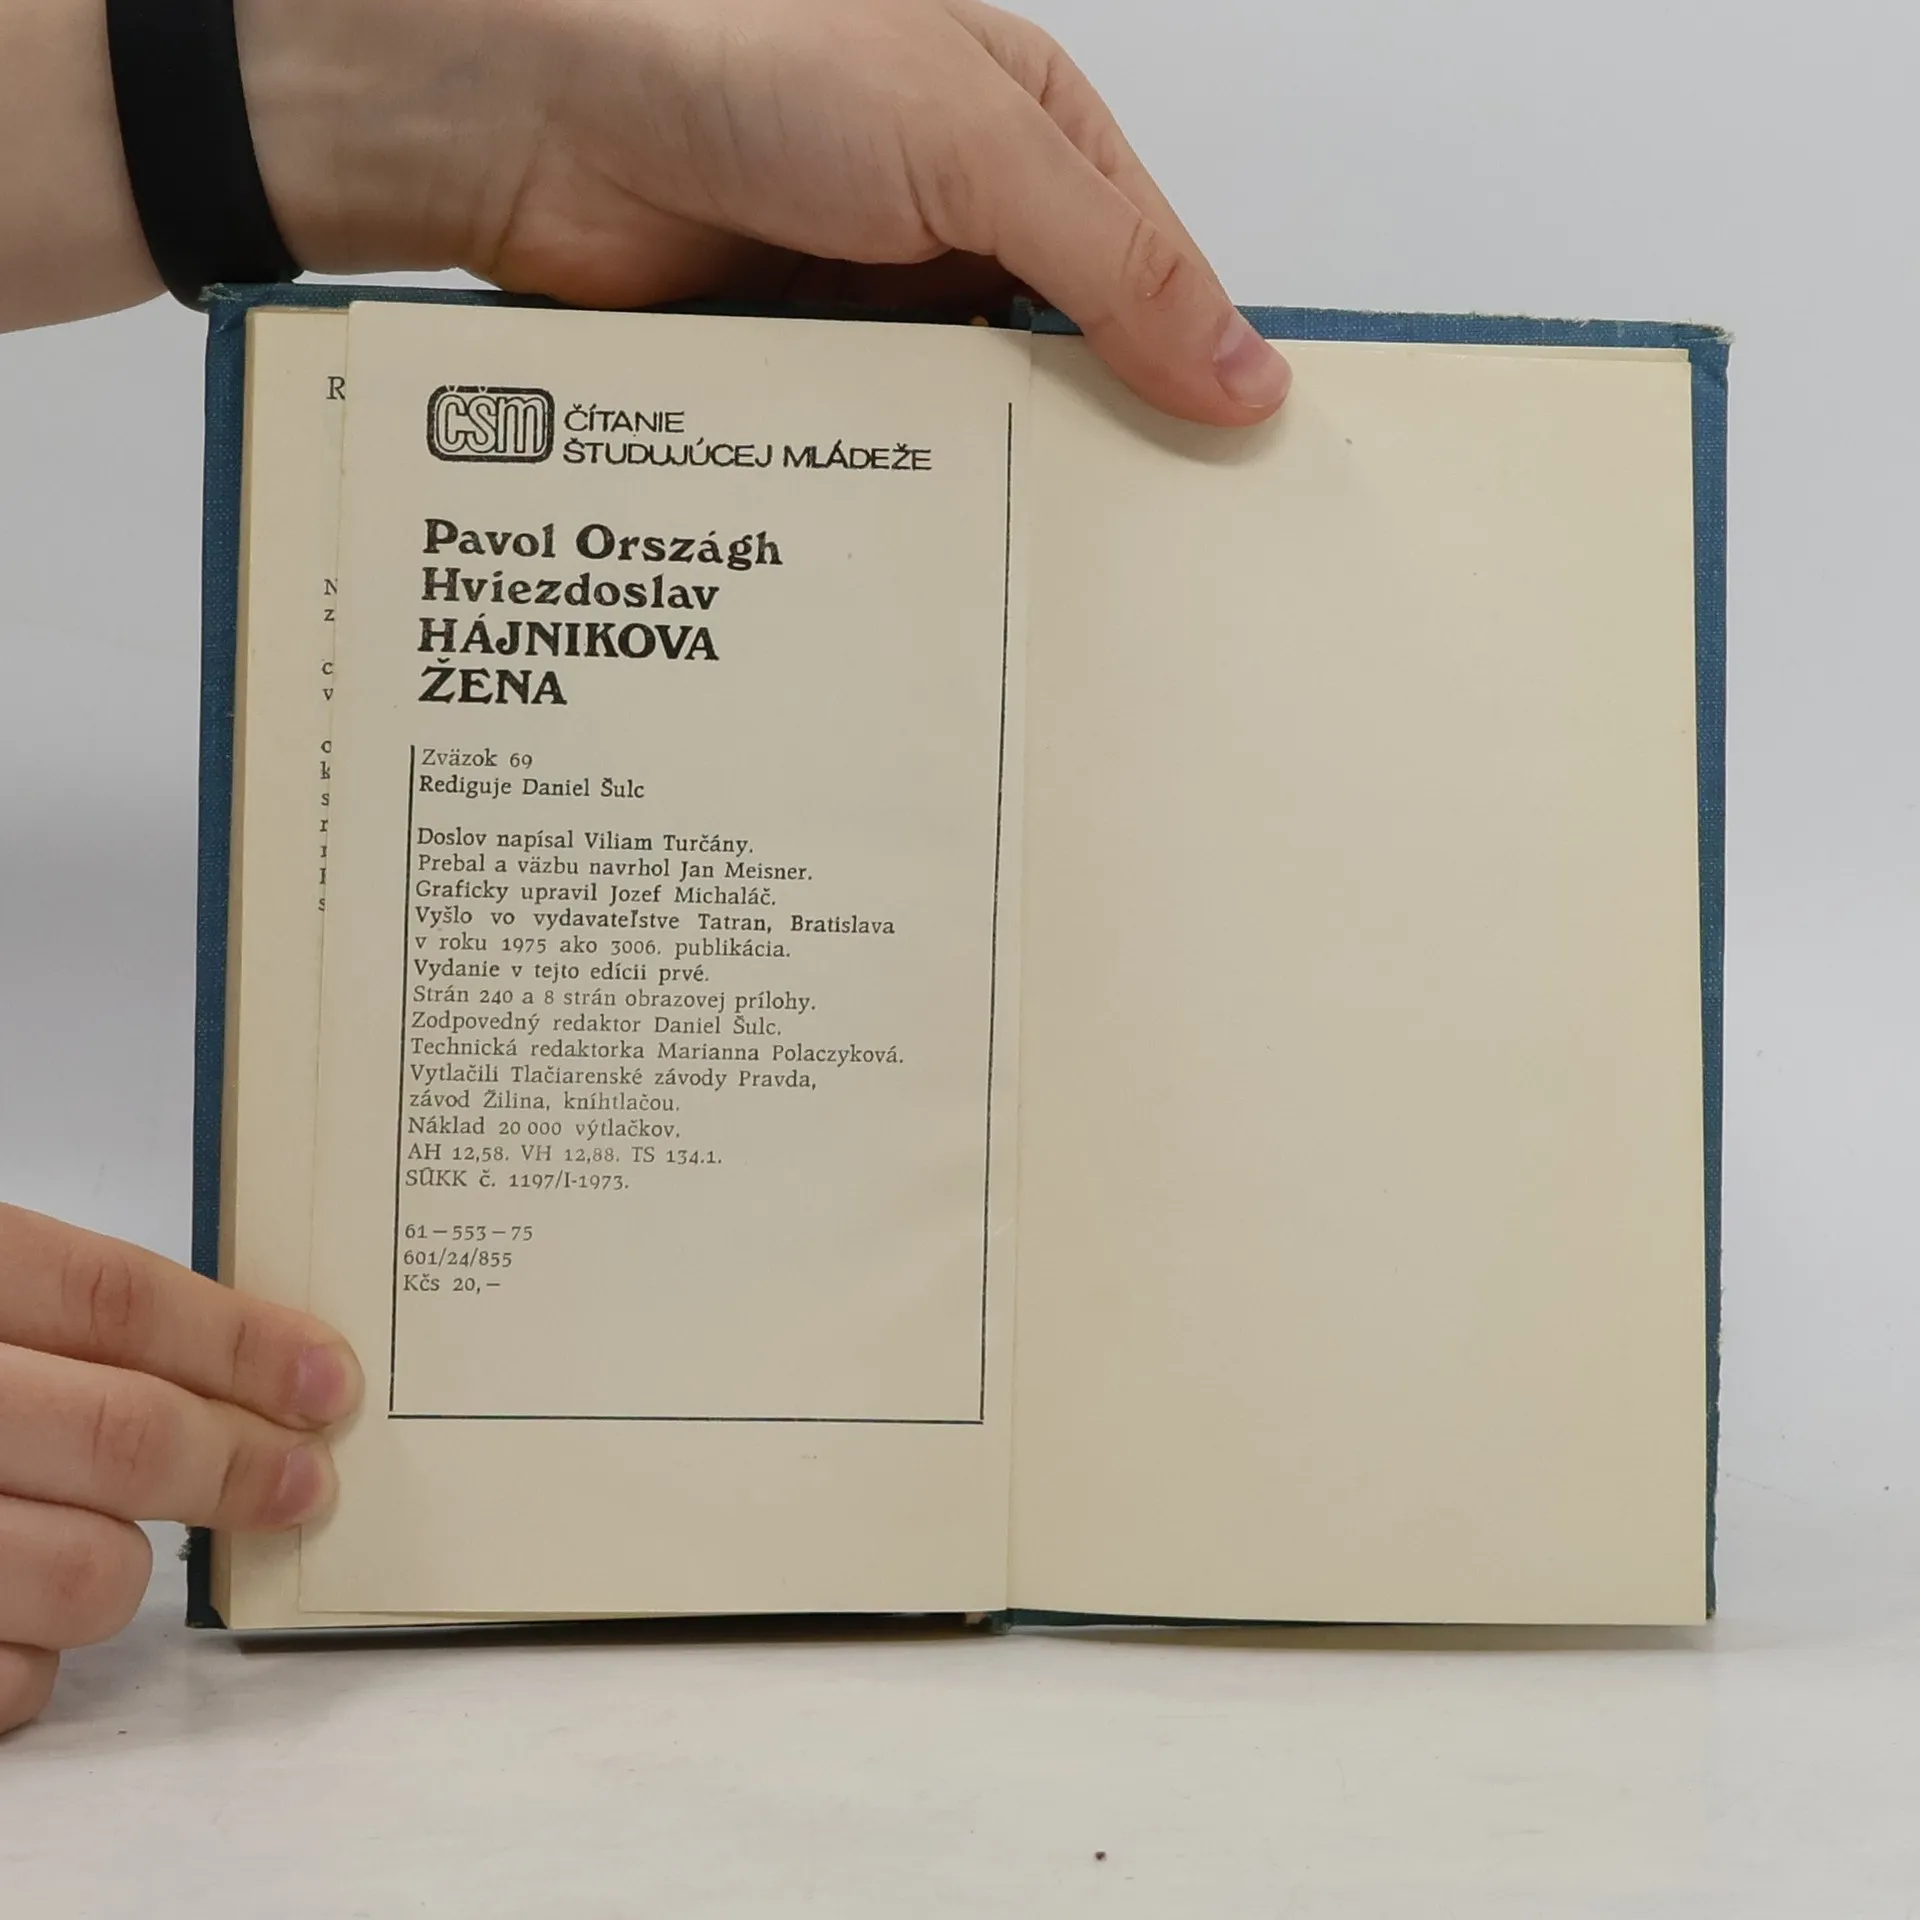 čšm ČÍTANIE
ŠTUDUJÚCEJ MLÁDEŽE
Pavol Országh
Hviezdoslav
HÁJNIKOVA
ŽENA
Zväzok 69
Rediguje Daniel Šulc
Doslov napísal Viliam Turčány.
Prebal a väzbu navrhol Jan Meisner.
Graficky upravil Jozef Michaláč.
Vyšlo vo vydavateľstve Tatran, Bratislava
v roku 1975 ako 3006. publikácia.
Vydanie v tejto edícii prvé.
Strán 240 a 8 strán obrazovej prílohy.
Zodpovedný redaktor Daniel Šulc.
Technická redaktorka Marianna Polaczyková.
Vytlačili Tlačiarenské závody Pravda,
závod Žilina, kníhtlačou.
Náklad 20 000 výtlačkov.
AH 12,58. VH 12,88. TS 134.1.
SÚKK č. 1197/I-1973.
61 — 553 — 75
601/24/855
Kčs 20,—